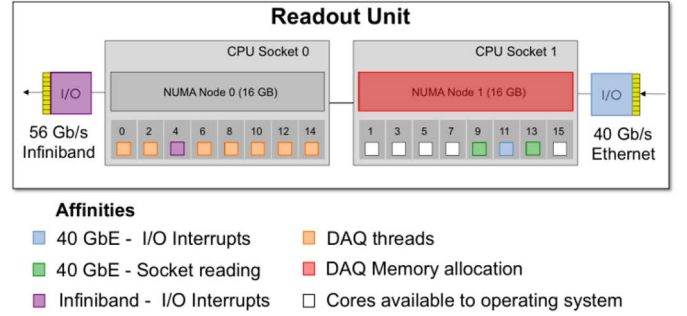 Readout Unit
CPU Socket 0
CPU Socket 1
I/O
NUMA Node 0 (16 GB)
NUMA Node 1 (16 GB)
I/O
56 Gb/s
Infiniband
0 2 4 6 8 10 12 14
1 3 5 7 9 11 13 15
40 Gb/s
Ethernet
Affinities
40 GbE - I/O Interrupts
DAQ threads
40 GbE - Socket reading
DAQ Memory allocation
Infiniband - I/O Interrupts
Cores available to operating system